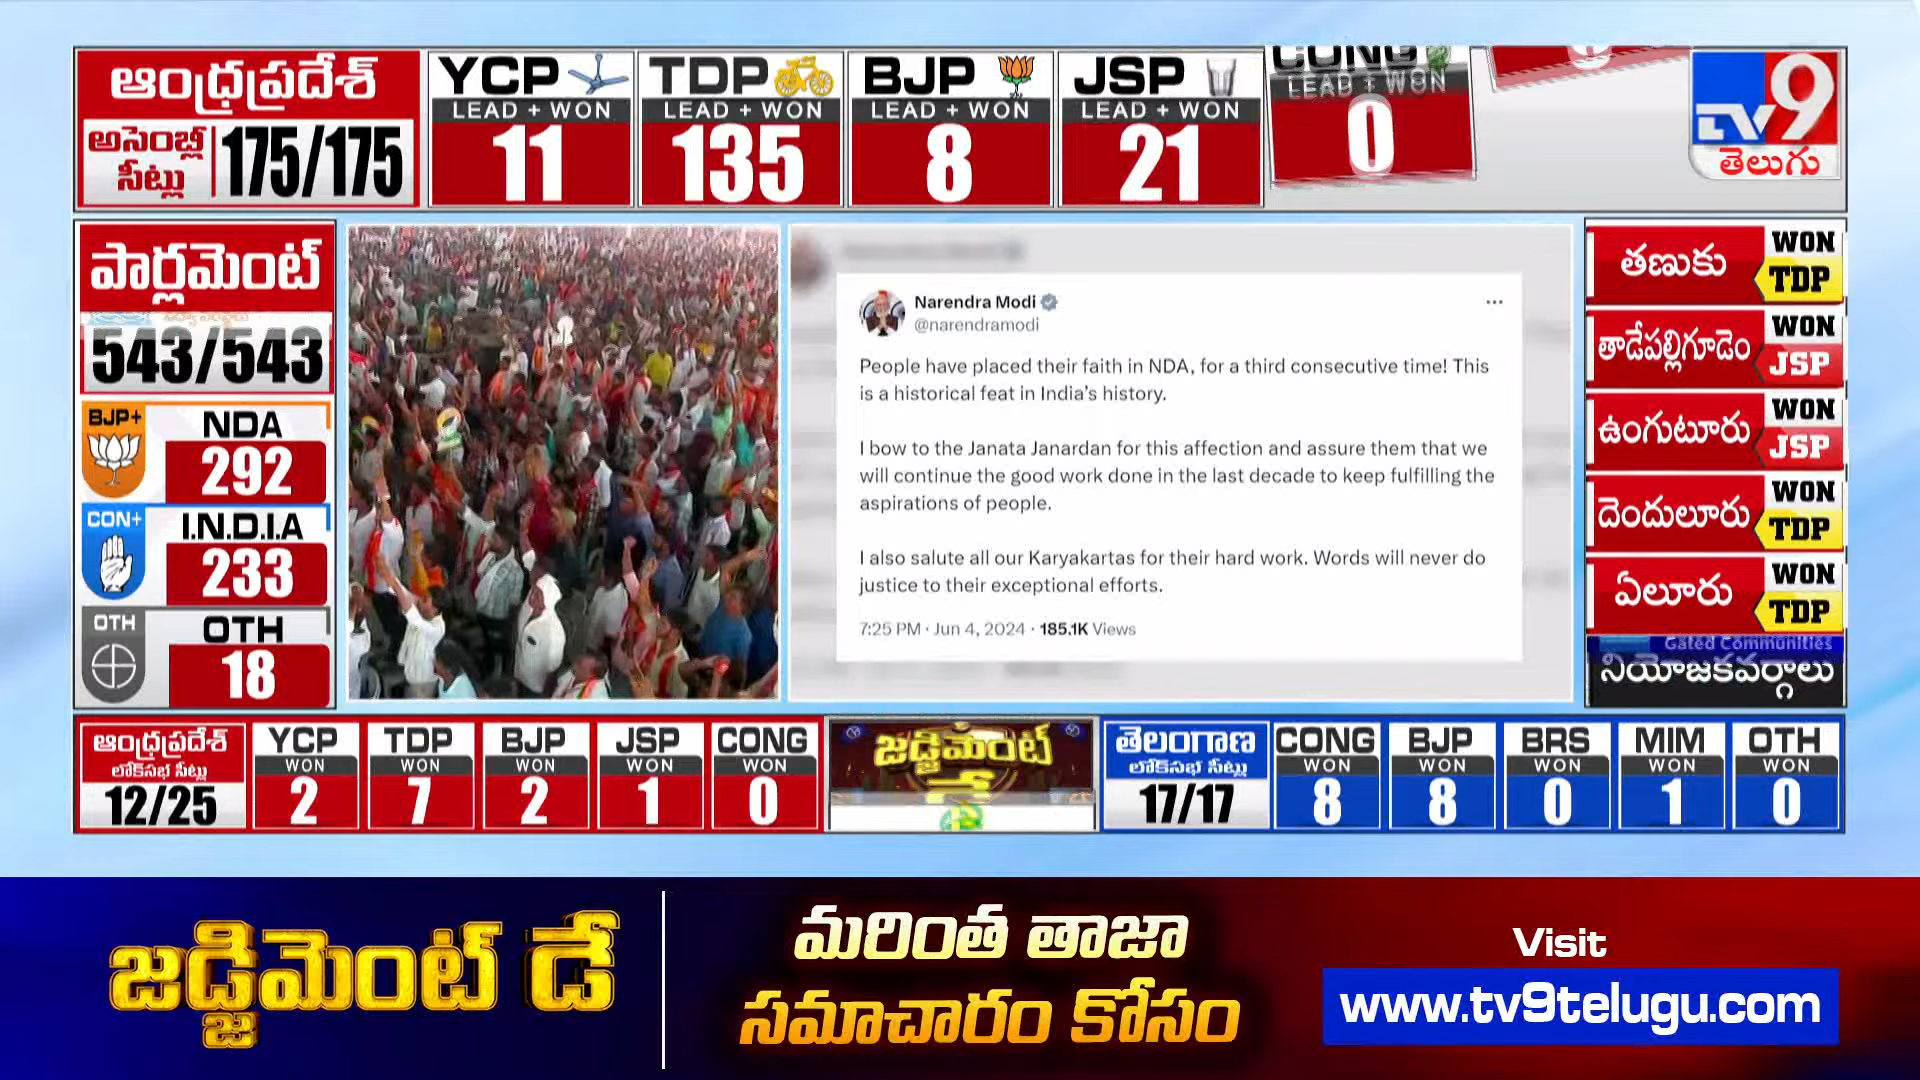 ఆంధ్రప్రదేశ్
అసెంబ్లీ
సీట్లు
175/175
YCP
LEAD + WON
11
TDP
LEAD + WON
135
BJP
LEAD + WON
8
JSP
LEAD + WON
21
CONG
LEAD + WON
0
TV9
తెలుగు
పార్లమెంట్
543/543
BJP+
NDA
292
CON+
I.N.D.I.A
233
OTH
OTH
18
Narendra Modi
@narendramodi
People have placed their faith in NDA, for a third consecutive time! This
is a historical feat in India's history.
I bow to the Janata Janardan for this affection and assure them that we
will continue the good work done in the last decade to keep fulfilling the
aspirations of people.
I also salute all our Karyakartas for their hard work. Words will never do
justice to their exceptional efforts.
7:25 PM · Jun 4, 2024 · 185.1K Views
తణుకు
WON
TDP
తాడేపల్లిగూడెం
WON
JSP
ఉంగుటూరు
WON
JSP
దెందులూరు
WON
TDP
ఏలూరు
WON
TDP
Gated Communities
నియోజకవర్గాలు
ఆంధ్రప్రదేశ్
లోక్‌సభ సీట్లు
12/25
YCP
WON
2
TDP
WON
7
BJP
WON
2
JSP
WON
1
CONG
WON
0
జడ్జిమెంట్
డే
తెలంగాణ
లోక్‌సభ సీట్లు
17/17
CONG
WON
8
BJP
WON
8
BRS
WON
0
MIM
WON
1
OTH
WON
0
జడ్జిమెంట్ డే
మరింత తాజా
సమాచారం కోసం
Visit
www.tv9telugu.com